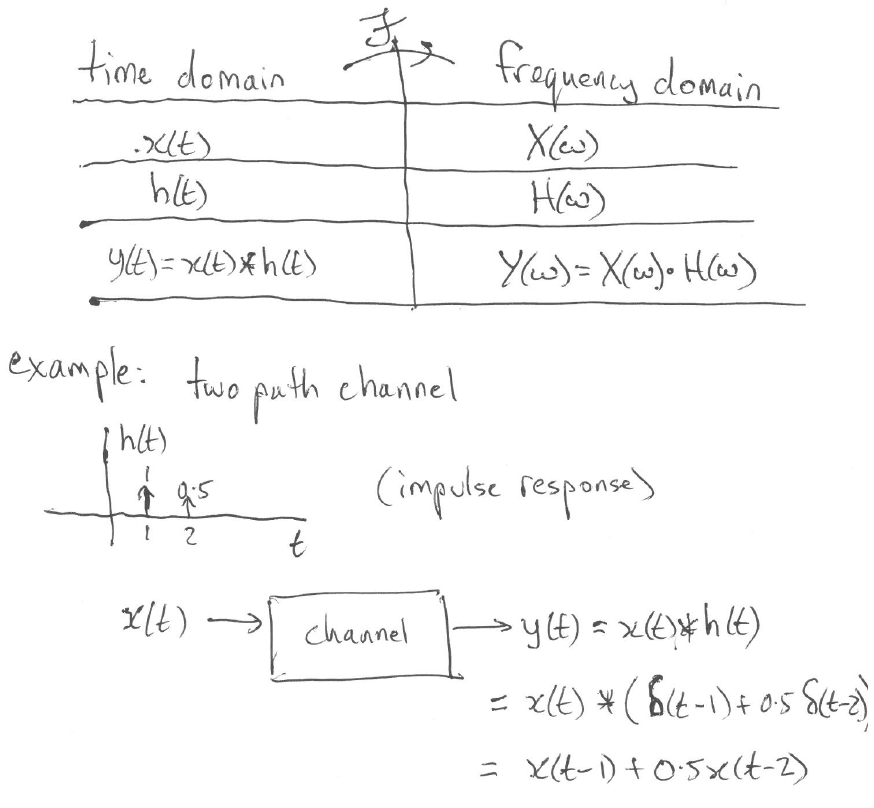 ℱ
time domain frequency domain
x(t) X(ω)
h(t) H(ω)
y(t)=x(t)*h(t) Y(ω)=X(ω)·H(ω)
example: two path channel
h(t)
1 0.5 (impulse response)
1 2 t
x(t) → channel → y(t) = x(t)*h(t)
= x(t) * (δ(t-1)+0.5 δ(t-2))
= x(t-1)+0.5x(t-2)